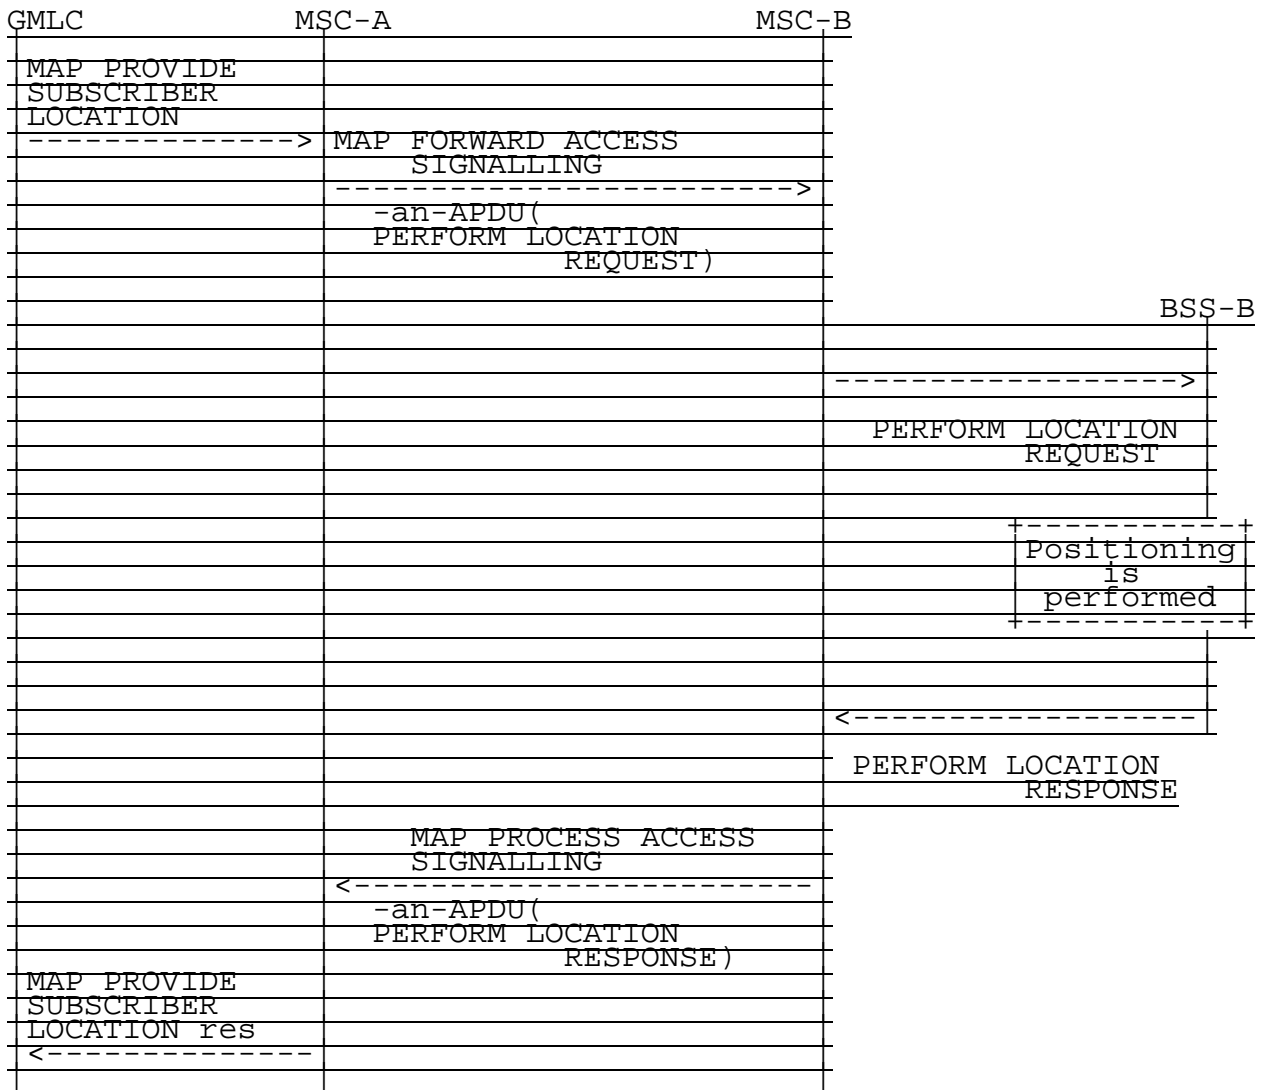 GMLC MSC-A MSC-B
MAP PROVIDE
SUBSCRIBER
LOCATION
--------------> MAP FORWARD ACCESS
SIGNALLING
------------------------->
-an-APDU(
PERFORM LOCATION
REQUEST)
BSS-B
------------------>
PERFORM LOCATION
REQUEST
+-----------+
|Positioning|
is
performed
+-----------+
<------------------
PERFORM LOCATION
RESPONSE
MAP PROCESS ACCESS
SIGNALLING
<------------------------
-an-APDU(
PERFORM LOCATION
RESPONSE)
MAP PROVIDE
SUBSCRIBER
LOCATION res
<--------------